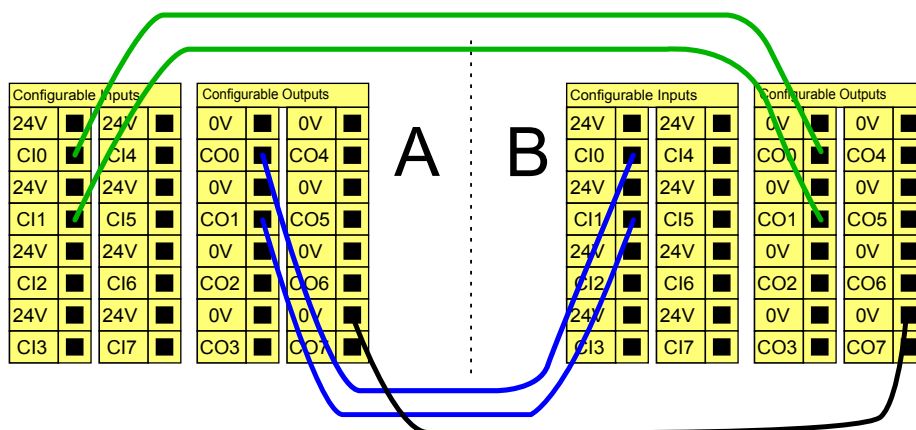 Configurable Inputs
24V 24V
CI0 CI4
24V 24V
CI1 CI5
24V 24V
CI2 CI6
24V 24V
CI3 CI7
Configurable Outputs
0V 0V
CO0 CO4
0V 0V
CO1 CO5
0V 0V
CO2 CO6
0V 0V
CO3 CO7
A
B
Configurable Inputs
24V 24V
CI0 CI4
24V 24V
CI1 CI5
24V 24V
CI2 CI6
24V 24V
CI3 CI7
Configurable Outputs
0V 0V
CO0 CO4
0V 0V
CO1 CO5
0V 0V
CO2 CO6
0V 0V
CO3 CO7